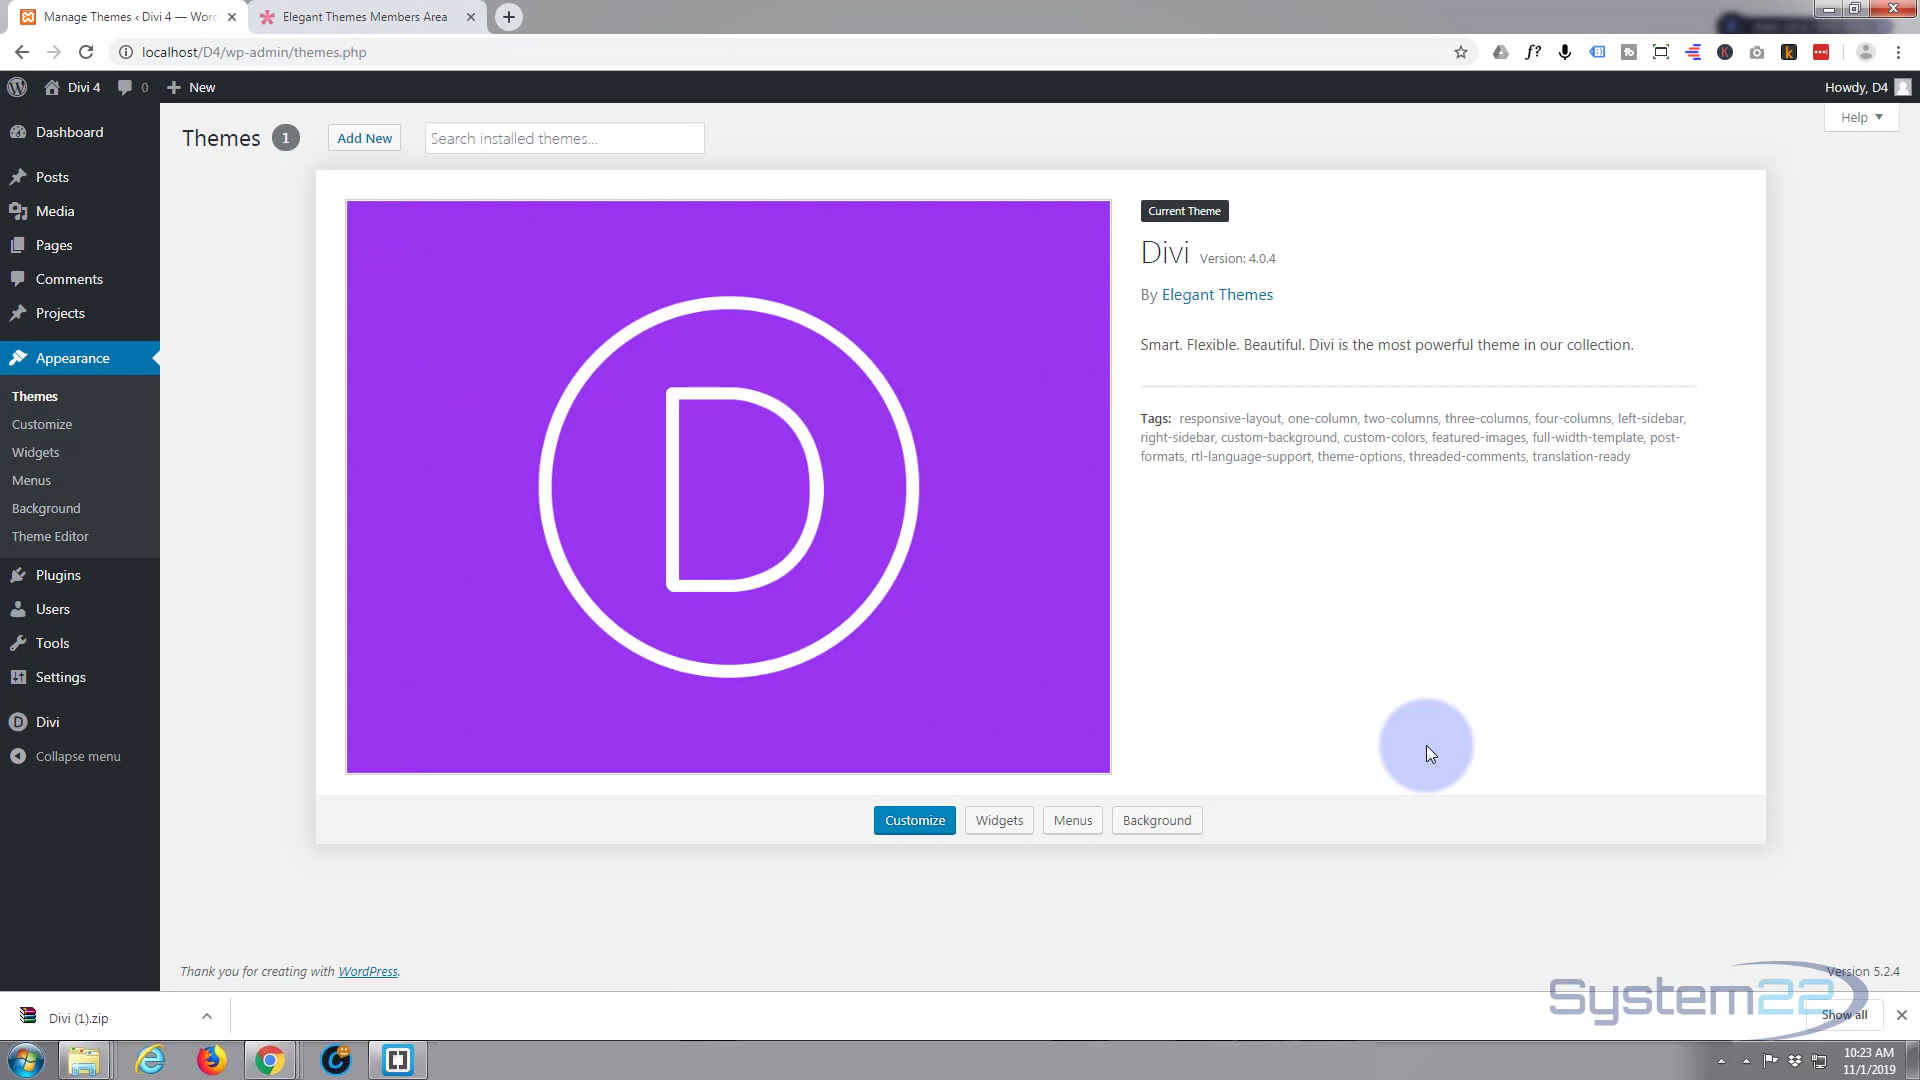 Manage Themes ‹ Divi 4 — Word
Elegant Themes Members Area
localhost/D4/wp-admin/themes.php
Divi 4
0
New
Howdy, D4
Help
Dashboard
Posts
Media
Pages
Comments
Projects
Appearance
Themes
Customize
Widgets
Menus
Background
Theme Editor
Plugins
Users
Tools
Settings
Divi
Collapse menu
Themes 1
Add New
Search installed themes...
D
Current Theme
Divi Version: 4.0.4
By Elegant Themes
Smart. Flexible. Beautiful. Divi is the most powerful theme in our collection.
Tags: responsive-layout, one-column, two-columns, three-columns, four-columns, left-sidebar,
right-sidebar, custom-background, custom-colors, featured-images, full-width-template, post-
formats, rtl-language-support, theme-options, threaded-comments, translation-ready
Customize
Widgets
Menus
Background
Thank you for creating with WordPress.
Version 5.2.4
System22
Divi (1).zip
Show all
10:23 AM
11/1/2019